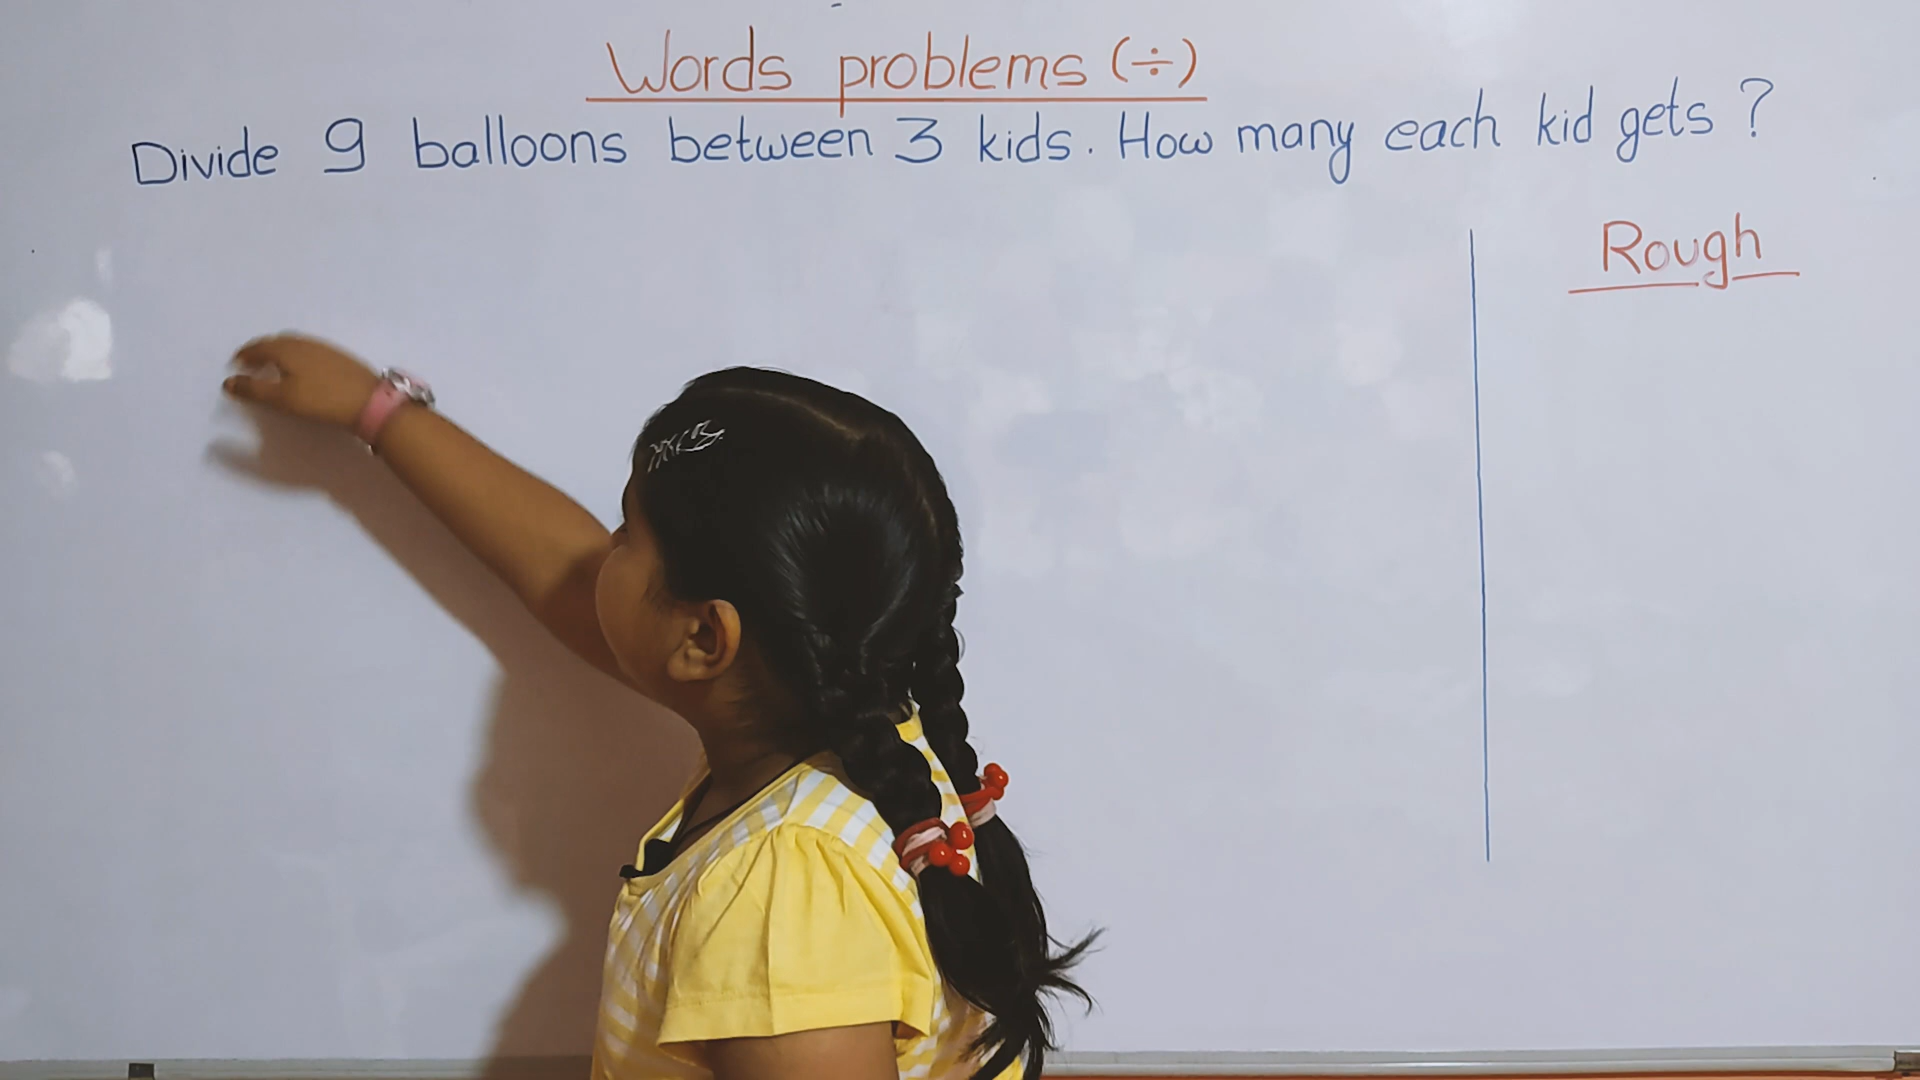 Words problems (÷)
Divide 9 balloons between 3 kids. How many each kid gets ?
Rough